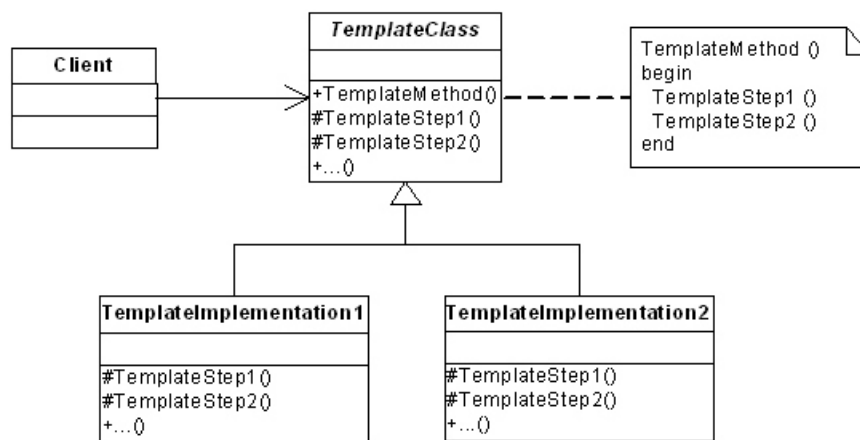 TemplateClass
Client
+TemplateMethod()
#TemplateStep1()
#TemplateStep2()
+...()
TemplateMethod ()
begin
TemplateStep1 ()
TemplateStep2 ()
end
TemplateImplementation1
#TemplateStep1()
#TemplateStep2()
+...()
TemplateImplementation2
#TemplateStep1()
#TemplateStep2()
+...()